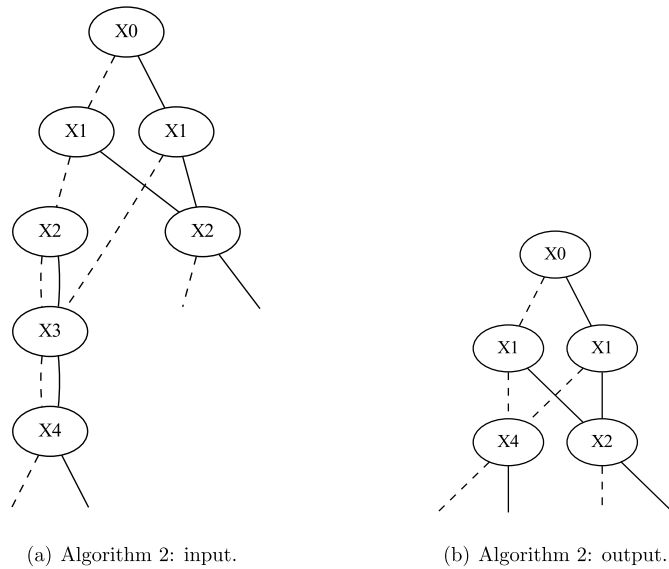 X0
X1 X1
X2 X2
X3
X4
X0
X1 X1
X4 X2
(a) Algorithm 2: input.
(b) Algorithm 2: output.